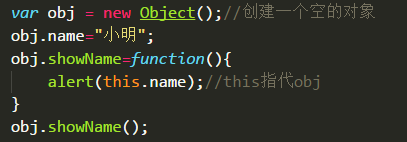 var obj = new Object();//创建一个空的对象
obj.name="小明";
obj.showName=function(){
    alert(this.name);//this指代obj
}
obj.showName();